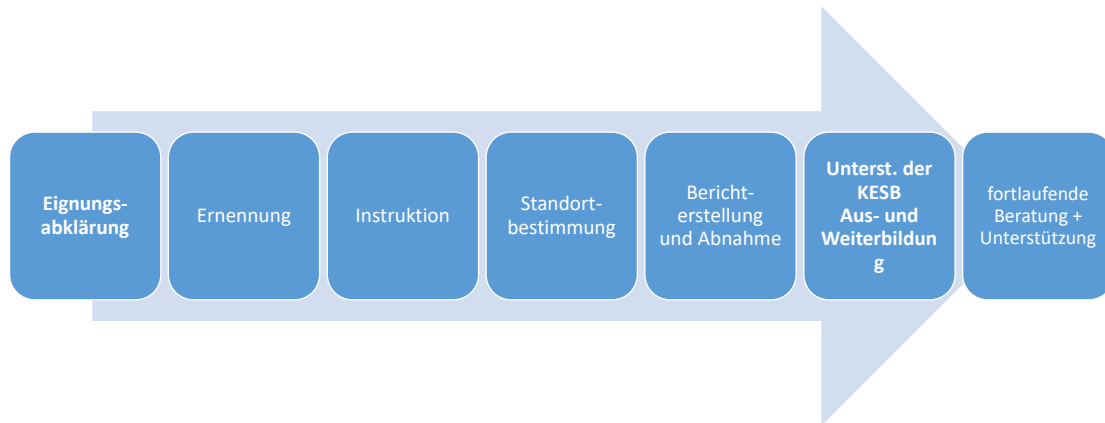 Eignungs-
abklärung
Ernennung
Instruktion
Standort-
bestimmung
Bericht-
erstellung
und Abnahme
Unterst. der
KESB
Aus- und
Weiterbildun
g
fortlaufende
Beratung +
Unterstützung